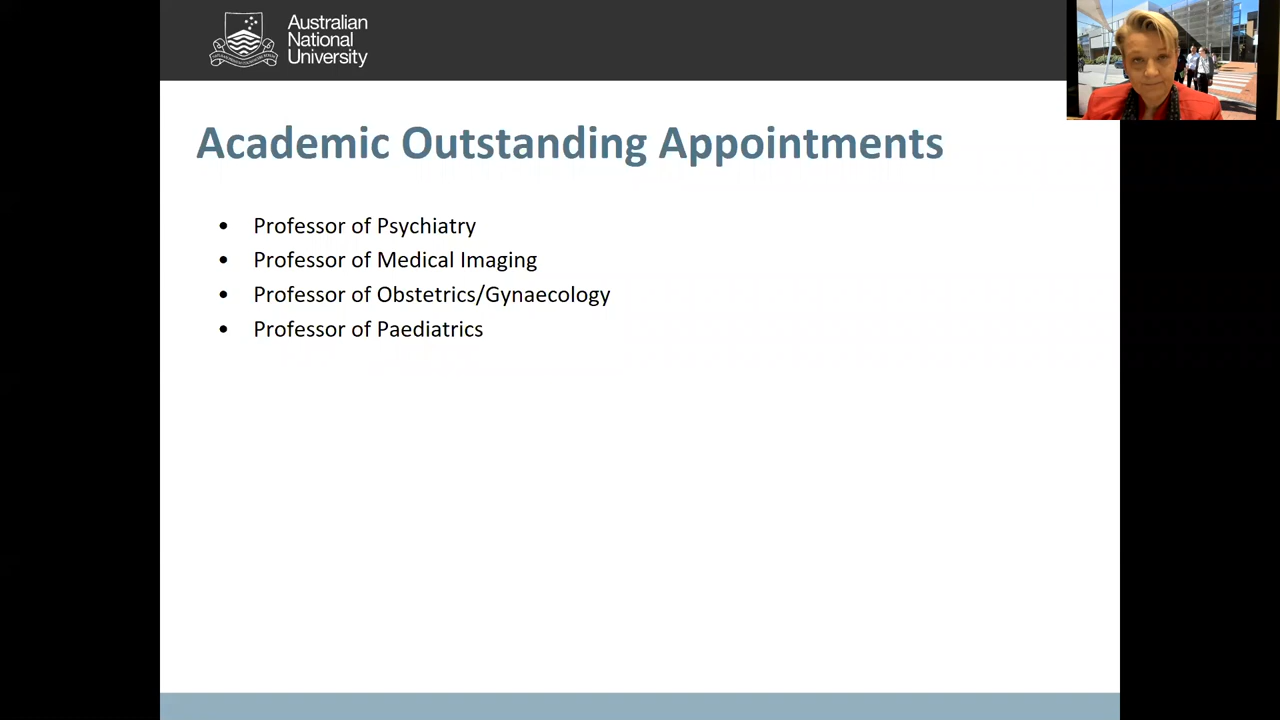 Australian
National
University
Academic Outstanding Appointments
• Professor of Psychiatry
• Professor of Medical Imaging
• Professor of Obstetrics/Gynaecology
• Professor of Paediatrics